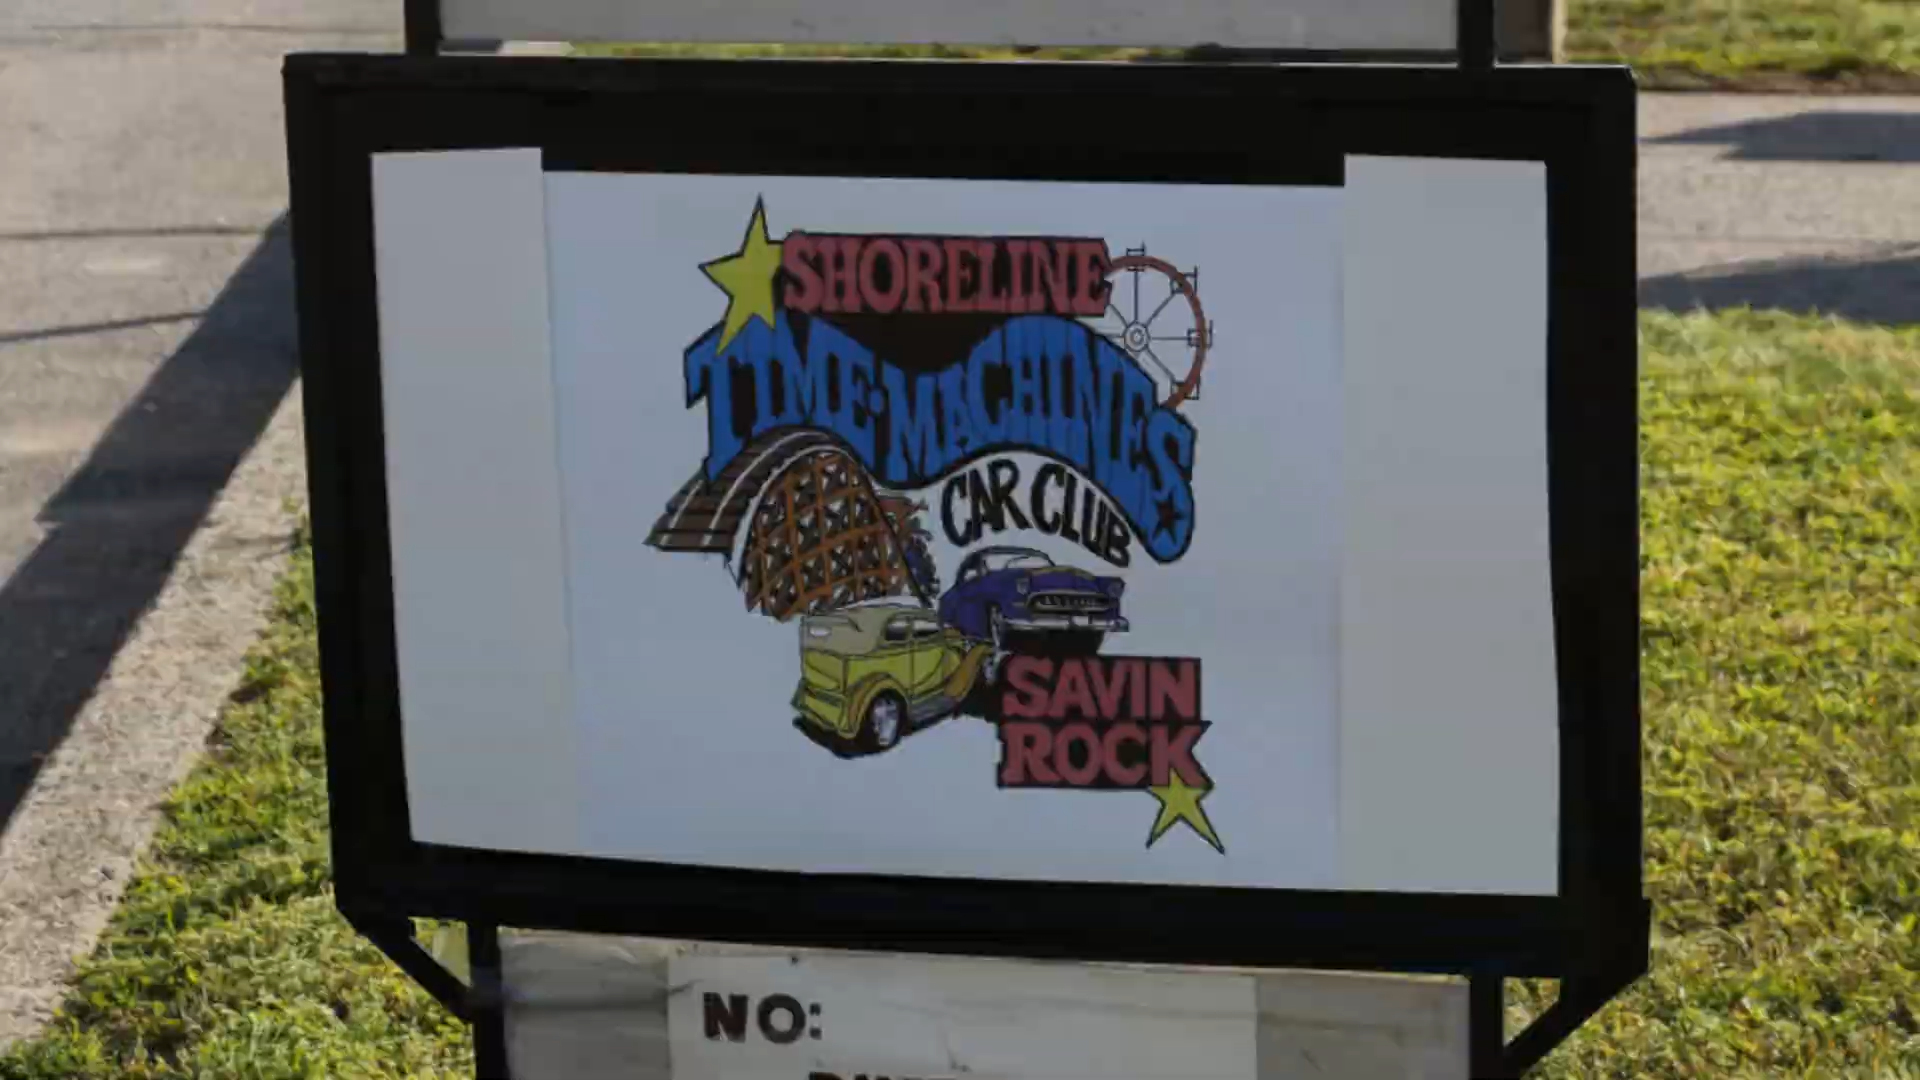 SHORELINE
TIME·MACHINES
CAR CLUB
SAVIN
ROCK
NO: